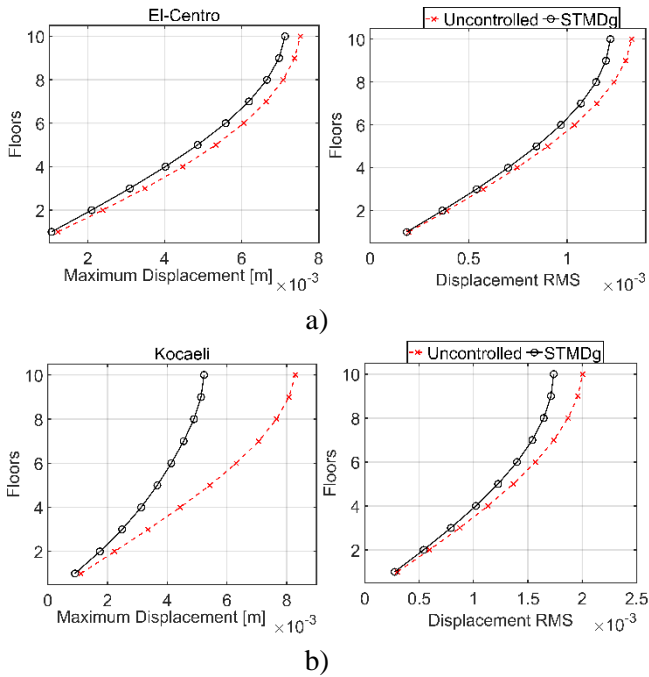 El-Centro
Uncontrolled STMDg
10
8
6
4
2
Floors
2 4 6 8
Maximum Displacement [m]
×10⁻³
10
8
6
4
2
Floors
0 0.5 1
Displacement RMS
×10⁻³
a)
Kocaeli
Uncontrolled STMDg
10
8
6
4
2
Floors
0 2 4 6 8
Maximum Displacement [m]
×10⁻³
10
8
6
4
2
Floors
0 0.5 1 1.5 2 2.5
Displacement RMS
×10⁻³
b)